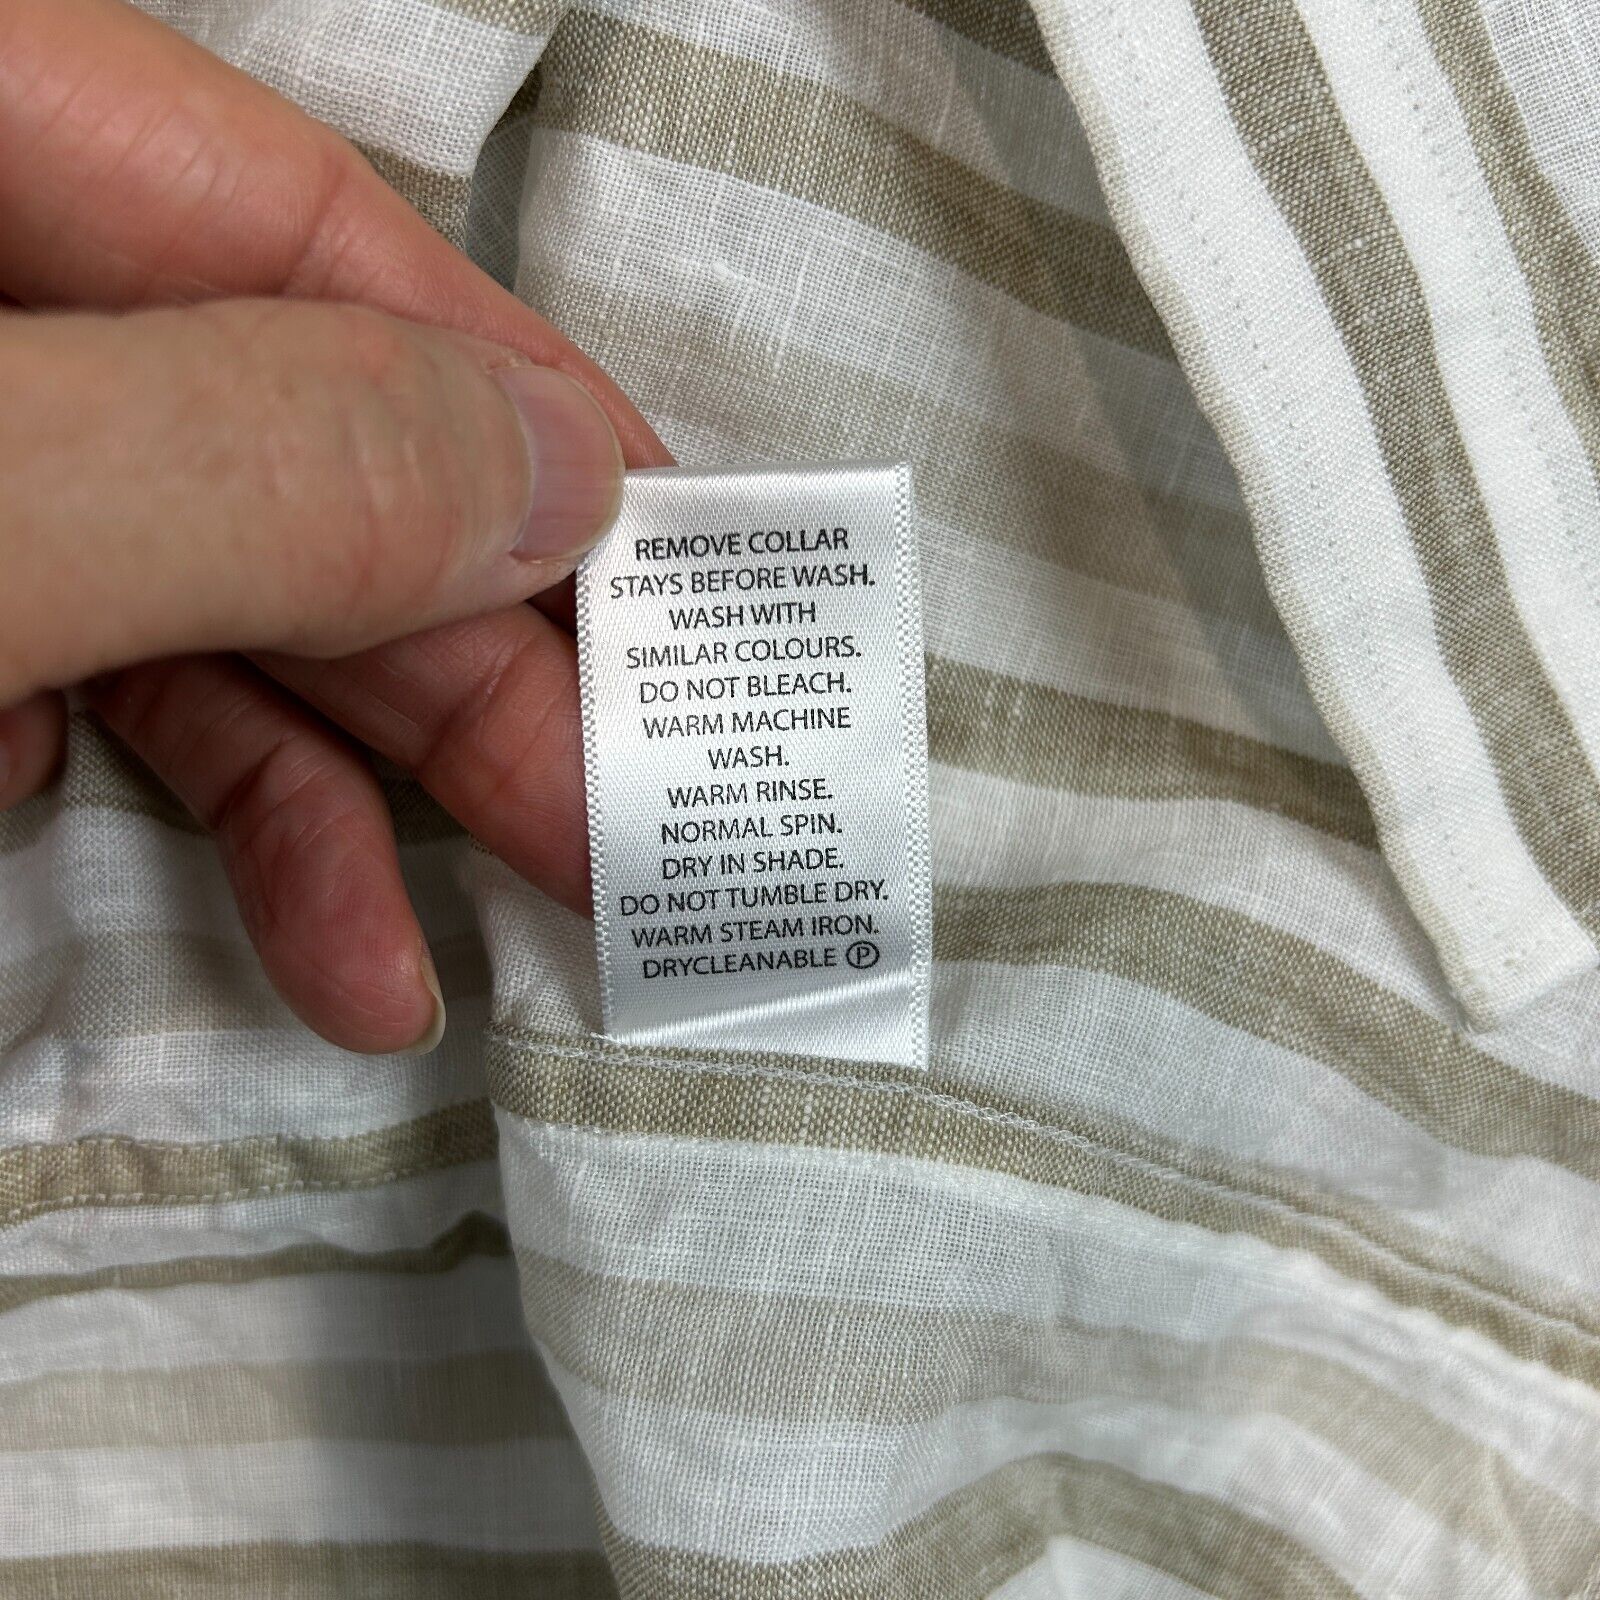 REMOVE COLLAR
STAYS BEFORE WASH.
WASH WITH
SIMILAR COLOURS.
DO NOT BLEACH.
WARM MACHINE
WASH.
WARM RINSE.
NORMAL SPIN.
DRY IN SHADE.
DO NOT TUMBLE DRY.
WARM STEAM IRON.
DRYCLEANABLE Ⓟ